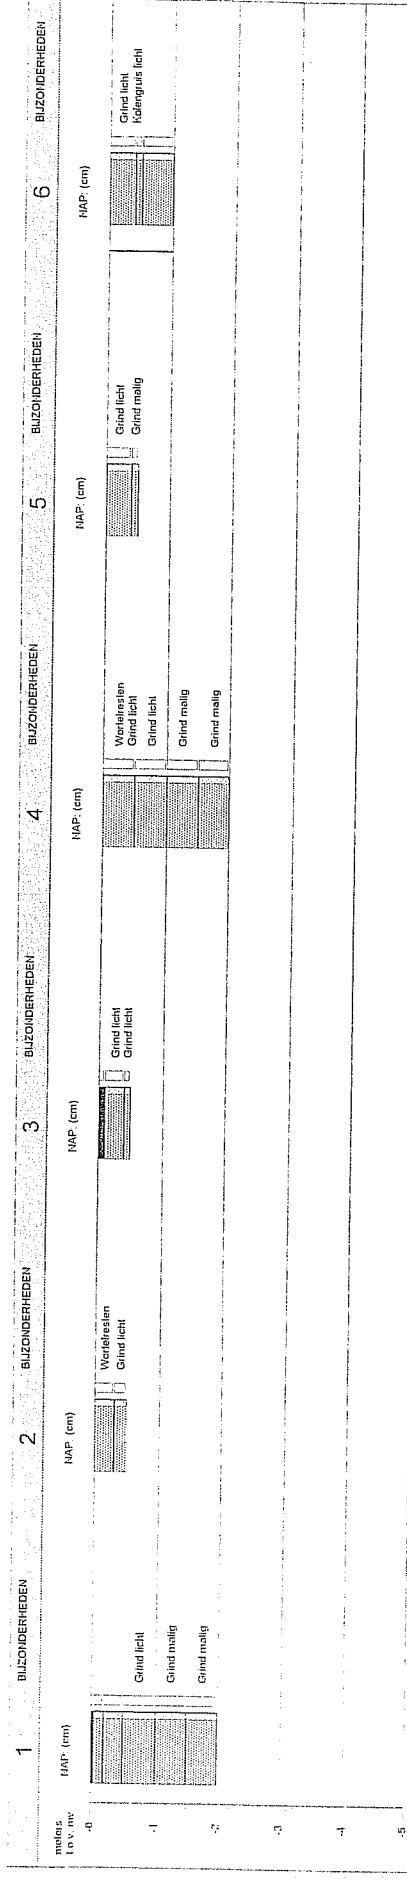 1 BIJZONDERHEDEN 2 BIJZONDERHEDEN 3 BIJZONDERHEDEN 4 BIJZONDERHEDEN 5 BIJZONDERHEDEN 6 BIJZONDERHEDEN
meters
t.o.v. mv
NAP: (cm) NAP: (cm) NAP: (cm) NAP: (cm) NAP: (cm) NAP: (cm)
-0
-1
-2
-3
-4
-5
Grind licht
Grind matig
Grind matig
Wortelresten
Grind licht
Grind licht
Grind licht
Wortelresten
Grind licht
Grind licht
Grind matig
Grind matig
Grind licht
Grind matig
Grind licht
Kolengruis licht